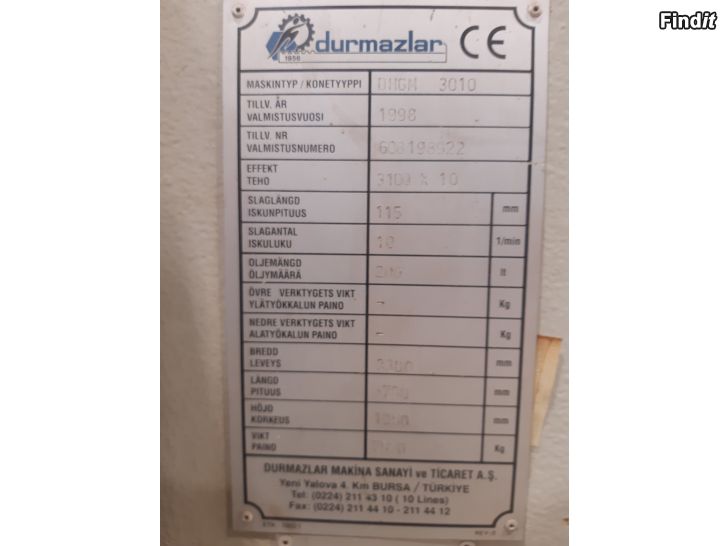 Findit
durmazlar CE
1956
MASKINTYP / KONETYYPPI 3010
TILLV. ÅR
VALMISTUSVUOSI 1998
TILLV. NR
VALMISTUSNUMERO
EFFEKT
TEHO 3100 X 10
SLAGLÄNGD
ISKUNPITUUS 115 mm
SLAGANTAL
ISKULUKU 10 1/min
OLJEMÄNGD
ÖLJYMÄÄRÄ lt
ÖVRE VERKTYGETS VIKT
YLÄTYÖKKALUN PAINO - Kg
NEDRE VERKTYGETS VIKT
ALATYÖKALUN PAINO - Kg
BREDD
LEVEYS mm
LÄNGD
PITUUS mm
HÖJD
KORKEUS mm
VIKT
PAINO Kg
DURMAZLAR MAKİNA SANAYİ ve TİCARET A.Ş.
Yeni Yalova 4. Km BURSA / TÜRKİYE
Tel: (0224) 211 43 10 ( 10 Lines)
Fax: (0224) 211 44 10 - 211 44 12